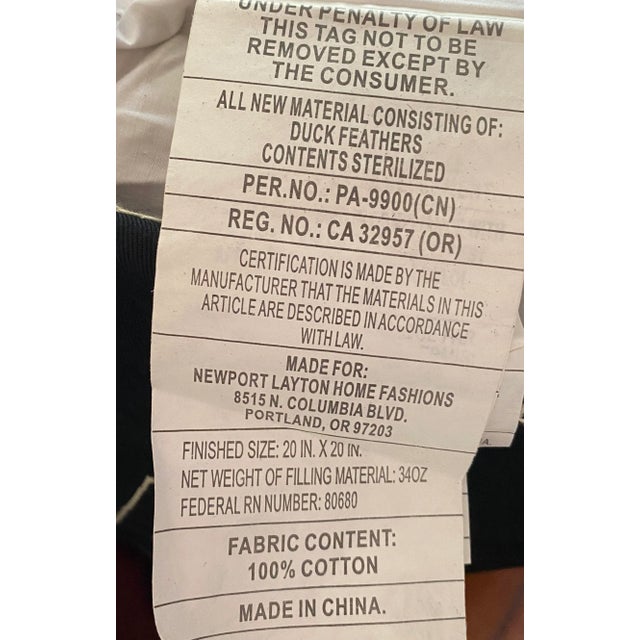 UNDER PENALTY OF LAW
THIS TAG NOT TO BE
REMOVED EXCEPT BY
THE CONSUMER.
ALL NEW MATERIAL CONSISTING OF:
DUCK FEATHERS
CONTENTS STERILIZED
PER.NO.: PA-9900(CN)
REG. NO.: CA 32957 (OR)
CERTIFICATION IS MADE BY THE
MANUFACTURER THAT THE MATERIALS IN THIS
ARTICLE ARE DESCRIBED IN ACCORDANCE
WITH LAW.
MADE FOR:
NEWPORT LAYTON HOME FASHIONS
8515 N. COLUMBIA BLVD.
PORTLAND, OR 97203
FINISHED SIZE: 20 IN. X 20 IN.
NET WEIGHT OF FILLING MATERIAL: 34OZ
FEDERAL RN NUMBER: 80680
FABRIC CONTENT:
100% COTTON
MADE IN CHINA.